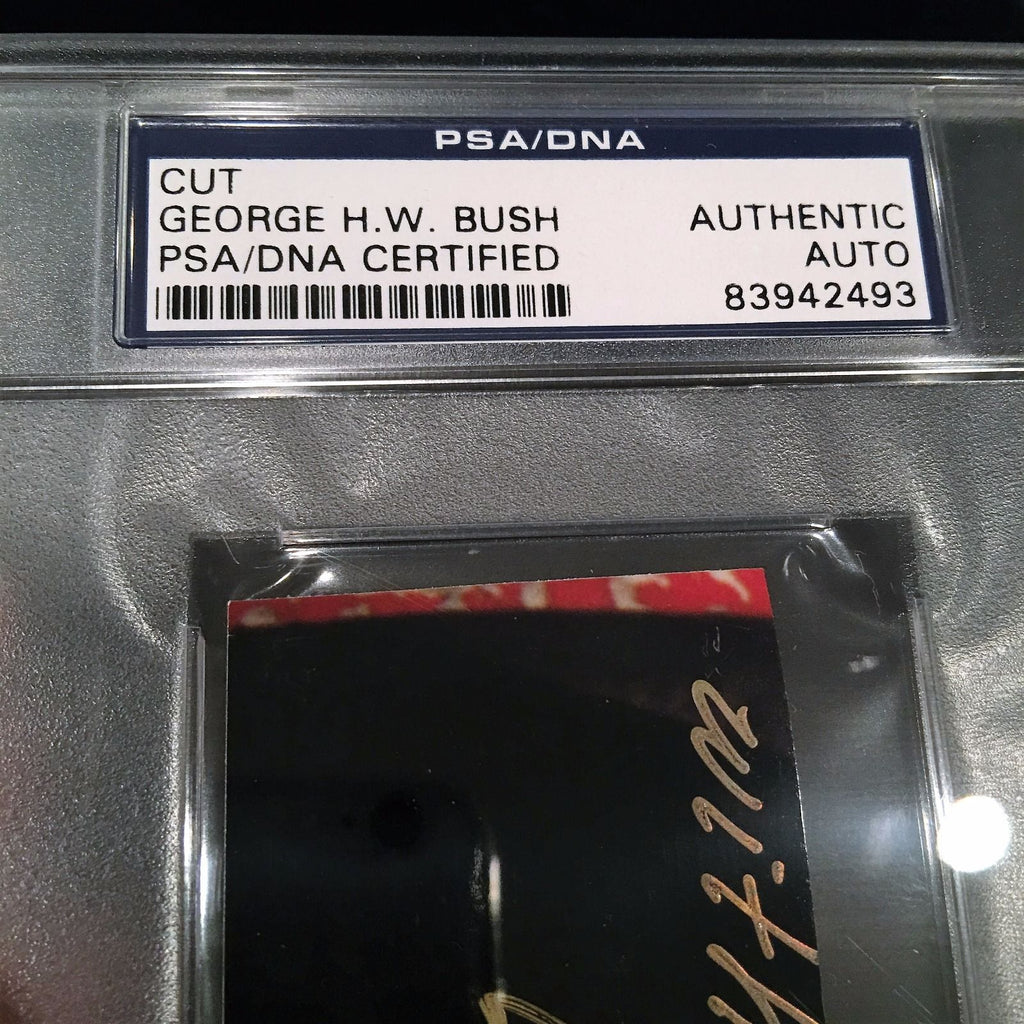 PSA/DNA
CUT
GEORGE H.W. BUSH
PSA/DNA CERTIFIED
AUTHENTIC
AUTO
83942493